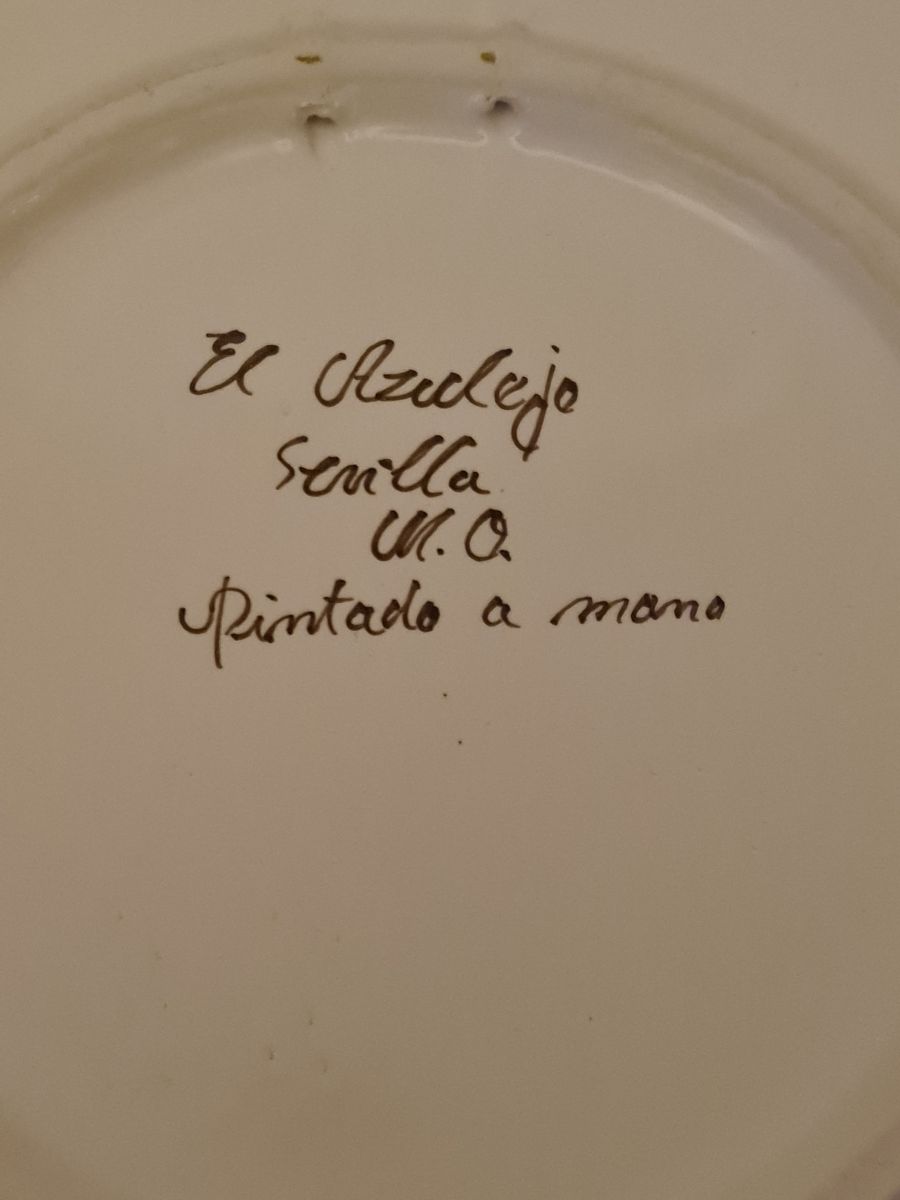 El Azulejo
Sevilla
M. O.
Pintado a mano